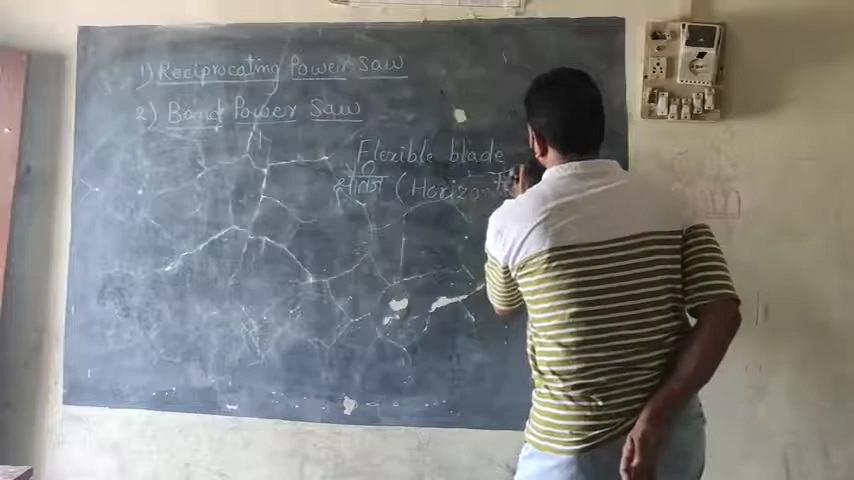 1) Reciprocating Power Saw
2) Band Power Saw
Flexible blade
(Horizon